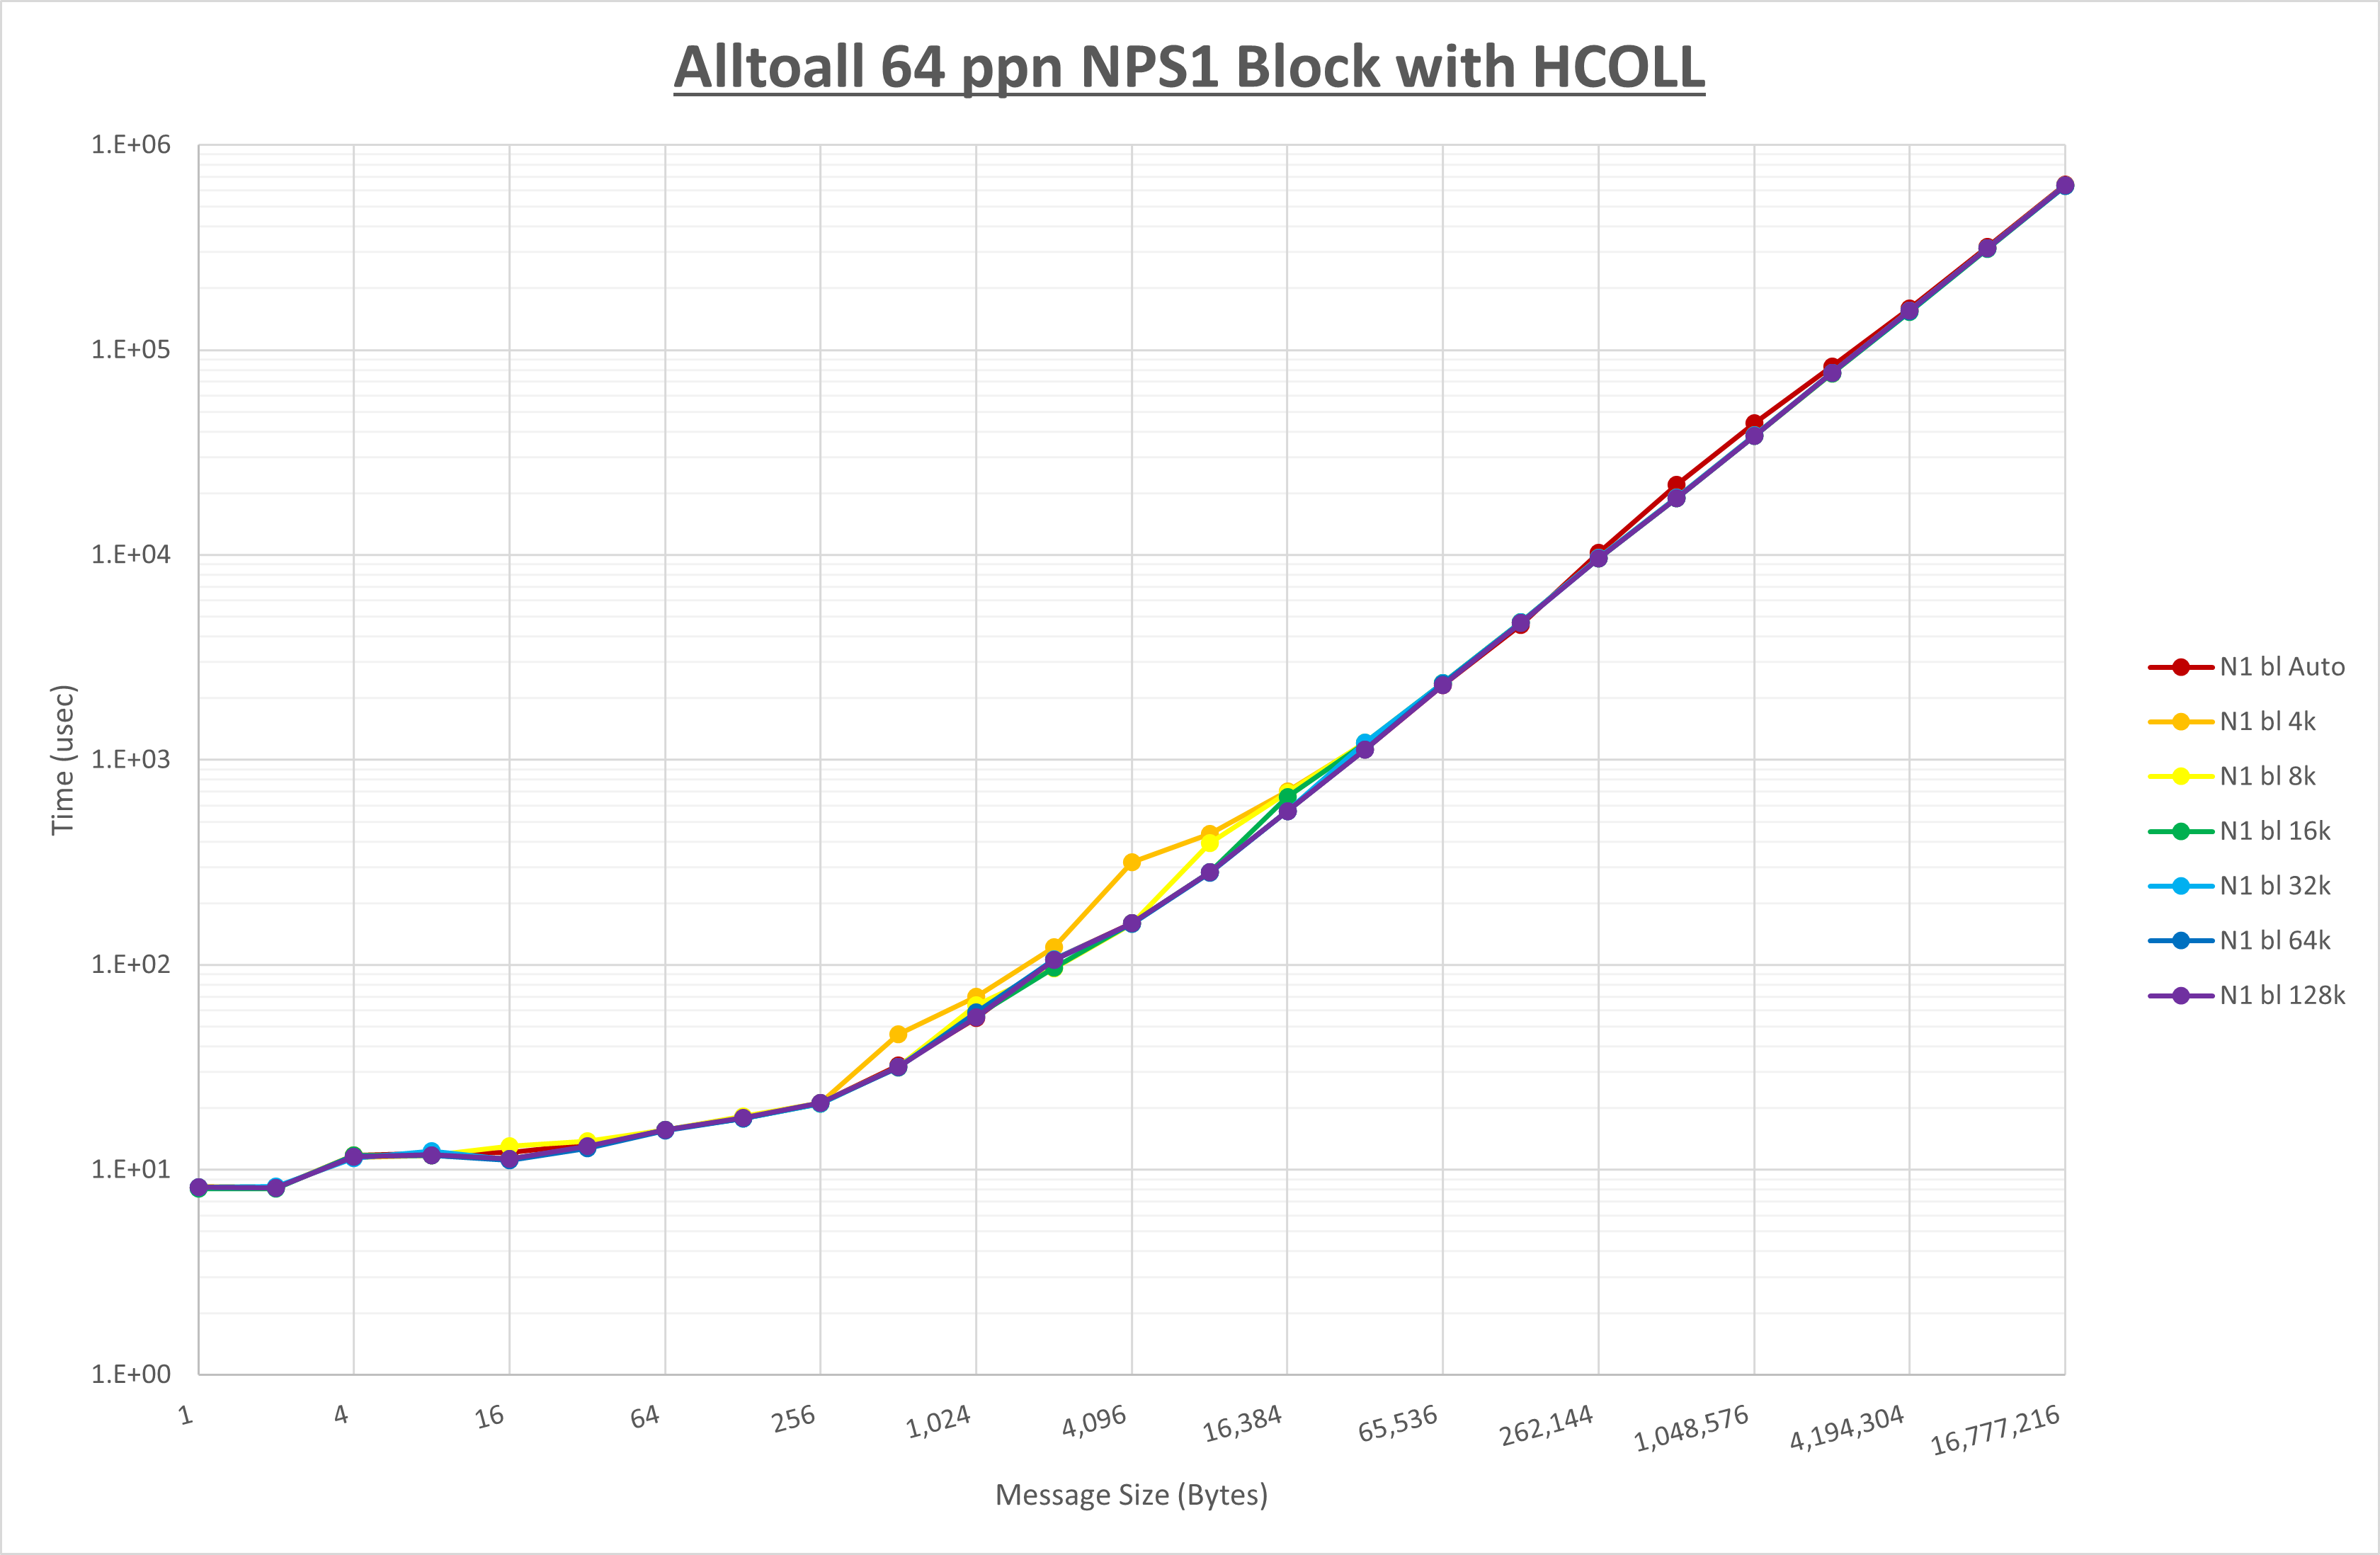 Alltoall 64 ppn NPS1 Block with HCOLL
1.E+06
1.E+05
1.E+04
1.E+03
1.E+02
1.E+01
1.E+00
Time (usec)
1
4
16
64
256
1,024
4,096
16,384
65,536
262,144
1,048,576
4,194,304
16,777,216
Message Size (Bytes)
N1 bl Auto
N1 bl 4k
N1 bl 8k
N1 bl 16k
N1 bl 32k
N1 bl 64k
N1 bl 128k